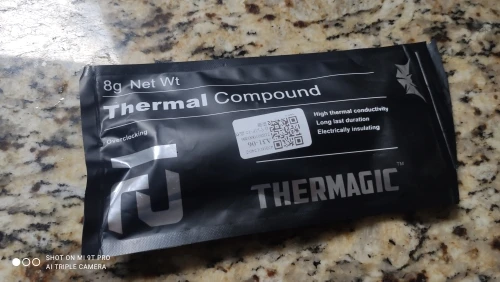 8g Net Wt
Thermal Compound
Overclocking
High thermal conductivity
Long last duration
Electrically insulating
THERMAGIC™
SHOT ON MI 9T PRO
AI TRIPLE CAMERA